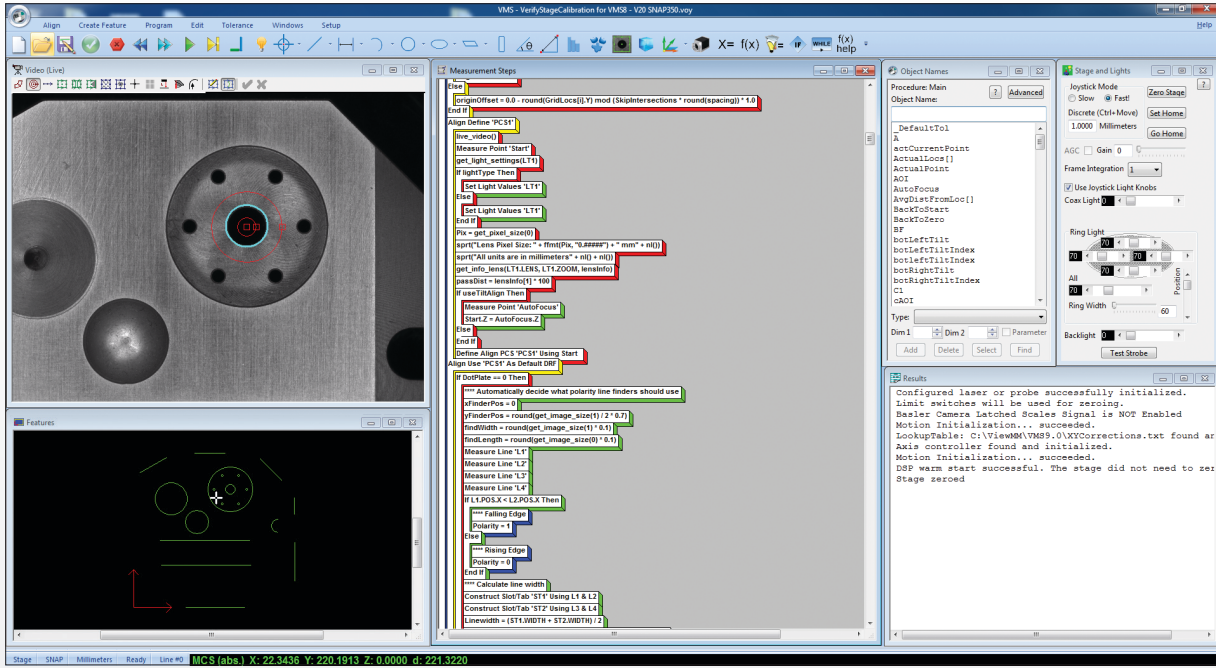 VMS - VerifyStageCalibration for VMS8 - V20 SNAP350.voy
Align Create Feature Program Edit Tolerance Windows Setup Help
X= f(x) IF WHILE f(x) help
Video (Live)
Measurement Steps
Else
originOffset = 0.0 - round(GridLocs[i].Y) mod (SkipIntersections * round(spacing)) * 1.0
End If
Align Define 'PCS1'
live_video()
Measure Point 'Start'
get_light_settings(LT1)
If lightType Then
Set Light Values 'LT1'
Else
Set Light Values 'LT1'
End If
Pix = get_pixel_size(0)
sprt("Lens Pixel Size: " + ffmt(Pix, "0.#####") + " mm" + nl())
sprt("All units are in millimeters" + nl() + nl())
get_info_lens(LT1.LENS, LT1.ZOOM, lensInfo)
passDist = lensInfo[1] * 100
If useTiltAlign Then
Measure Point 'AutoFocus'
Start.Z = AutoFocus.Z
Else
End If
Define Align PCS 'PCS1' Using Start
Align Use 'PCS1' As Default DRF
If DotPlate == 0 Then
**** Automatically decide what polarity line finders should use
xFinderPos = 0
yFinderPos = round(get_image_size(1) / 2 * 0.7)
findWidth = round(get_image_size(1) * 0.1)
findLength = round(get_image_size(0) * 0.1)
Measure Line 'L1'
Measure Line 'L2'
Measure Line 'L3'
Measure Line 'L4'
If L1.POS.X < L2.POS.X Then
**** Falling Edge
Polarity = 1
Else
**** Rising Edge
Polarity = 0
End If
**** Calculate line width
Construct Slot/Tab 'ST1' Using L1 & L2
Construct Slot/Tab 'ST2' Using L3 & L4
Linewidth = (ST1.WIDTH + ST2.WIDTH) / 2
Features
Object Names
Procedure: Main
Object Name:
? Advanced
_DefaultTol
A
actCurrentPoint
ActualLocs[]
ActualPoint
AOI
AutoFocus
AvgDistFromLoc[]
BackToStart
BackToZero
BF
botLeftTilt
botLeftTiltIndex
botleftTiltIndex
botRightTilt
botRightTiltIndex
C1
cAOI
Type:
Dim 1 Dim 2 Parameter
Add Delete Select Find
Stage and Lights
Joystick Mode ?
Slow Fast! Zero Stage
Discrete (Ctrl+Move) Set Home
1.0000 Millimeters Go Home
AGC Gain 0
Frame Integration 1
Use Joystick Light Knobs
Coax Light 0
Ring Light
70
70 70
70
All
70
Position
Ring Width 60
Backlight 0
Test Strobe
Results
Configured laser or probe successfully initialized.
Limit switches will be used for zeroing.
Basler Camera Latched Scales Signal is NOT Enabled
Motion Initialization... succeeded.
LookupTable: C:\ViewMM\VMS9.0\XYCorrections.txt found ar
Axis controller found and initialized.
Motion Initialization... succeeded.
DSP warm start successful. The stage did not need to zer
Stage zeroed
Stage SNAP Millimeters Ready Line #0 MCS (abs.) X: 22.3436 Y: 220.1913 Z: 0.0000 d: 221.3220